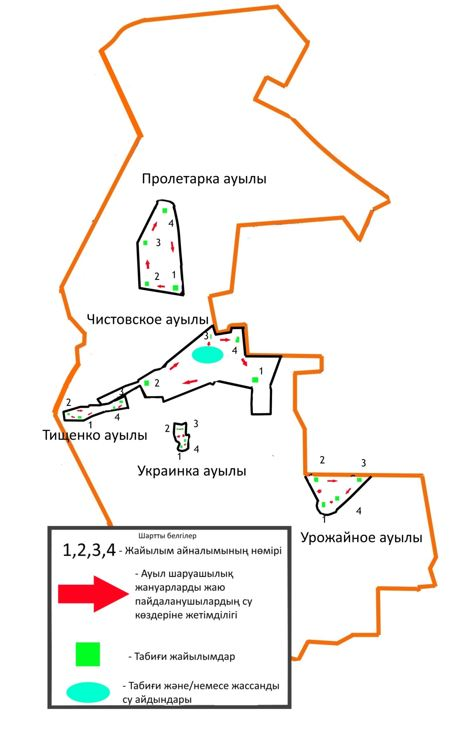 Пролетарка ауылы
4
3
2 1
Чистовское ауылы
3
4
1
2
3
2
1 4
Тищенко ауылы
2 3
1 4
Украинка ауылы
2 3
1 4
Урожайное ауылы
Шартты белгілер
1,2,3,4 - Жайылым айналымының нөмірі
- Ауыл шаруашылық
жануарларды жаю
пайдаланушылардың су
көздеріне жетімділігі
- Табиғи жайылымдар
- Табиғи және/немесе жассанды
су айдындары